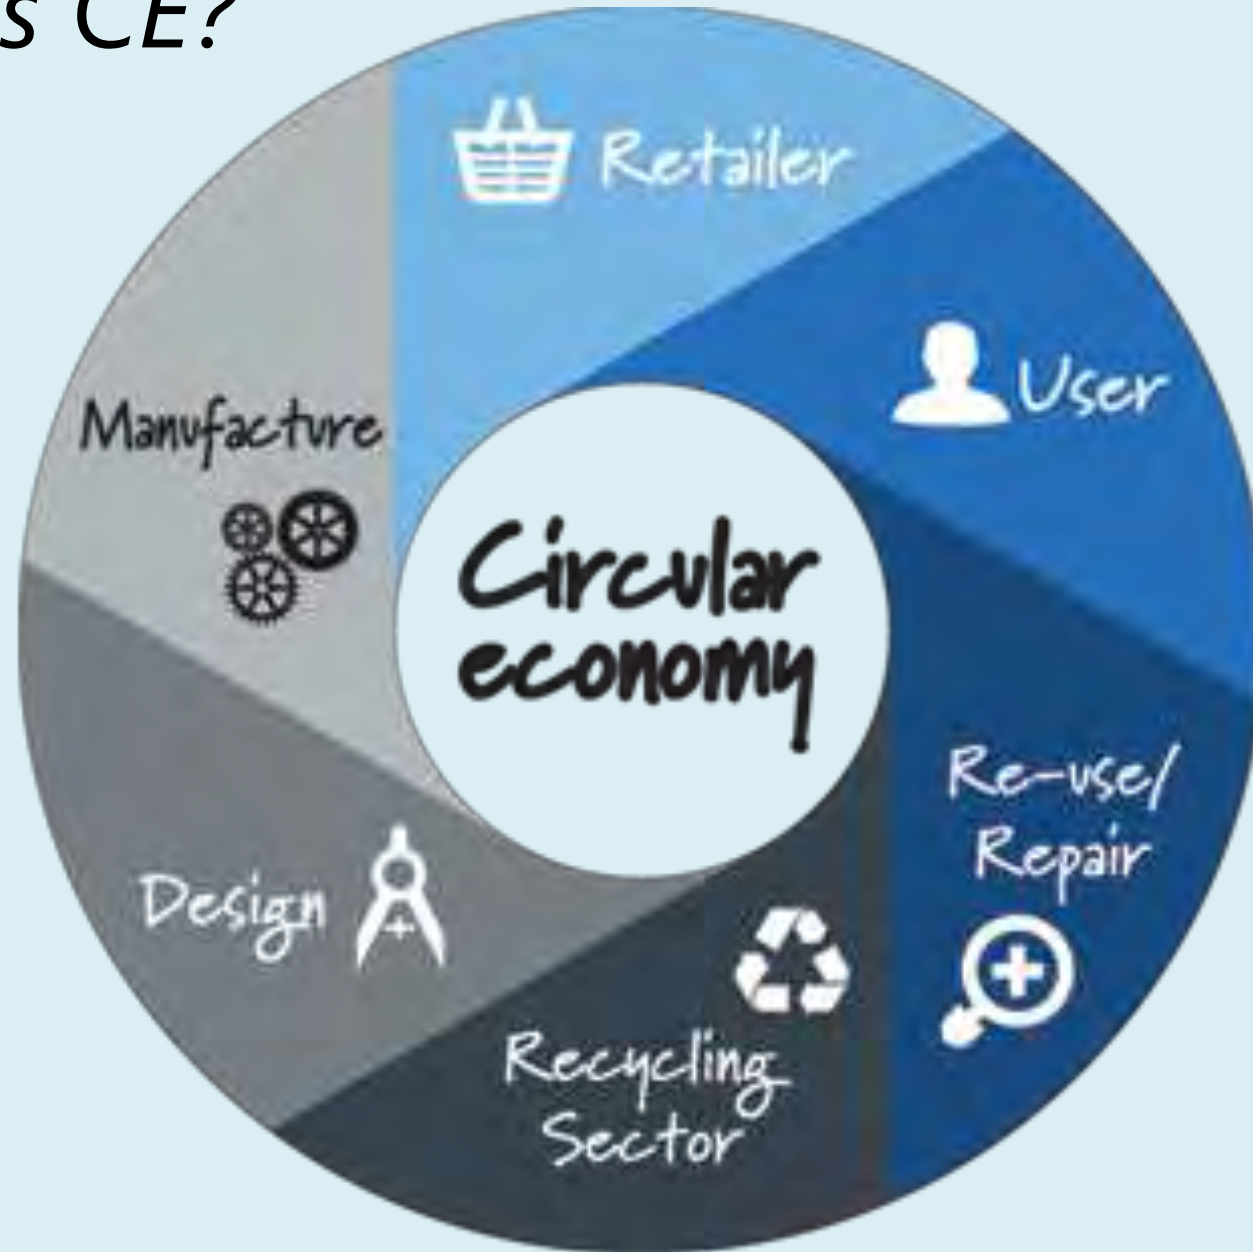 s CE?
Retailer
User
Manufacture
Circular
economy
Re-use/
Repair
Design
Recycling
Sector